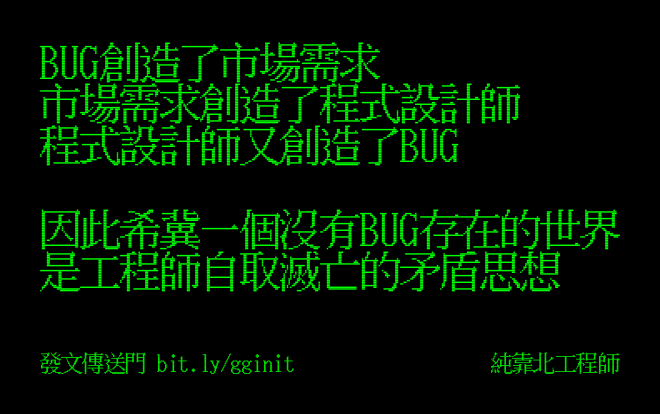 BUG創造了市場需求
市場需求創造了程式設計師
程式設計師又創造了BUG
因此希冀一個沒有BUG存在的世界
是工程師自取滅亡的矛盾思想
發文傳送門 bit.ly/gginit
純靠北工程師